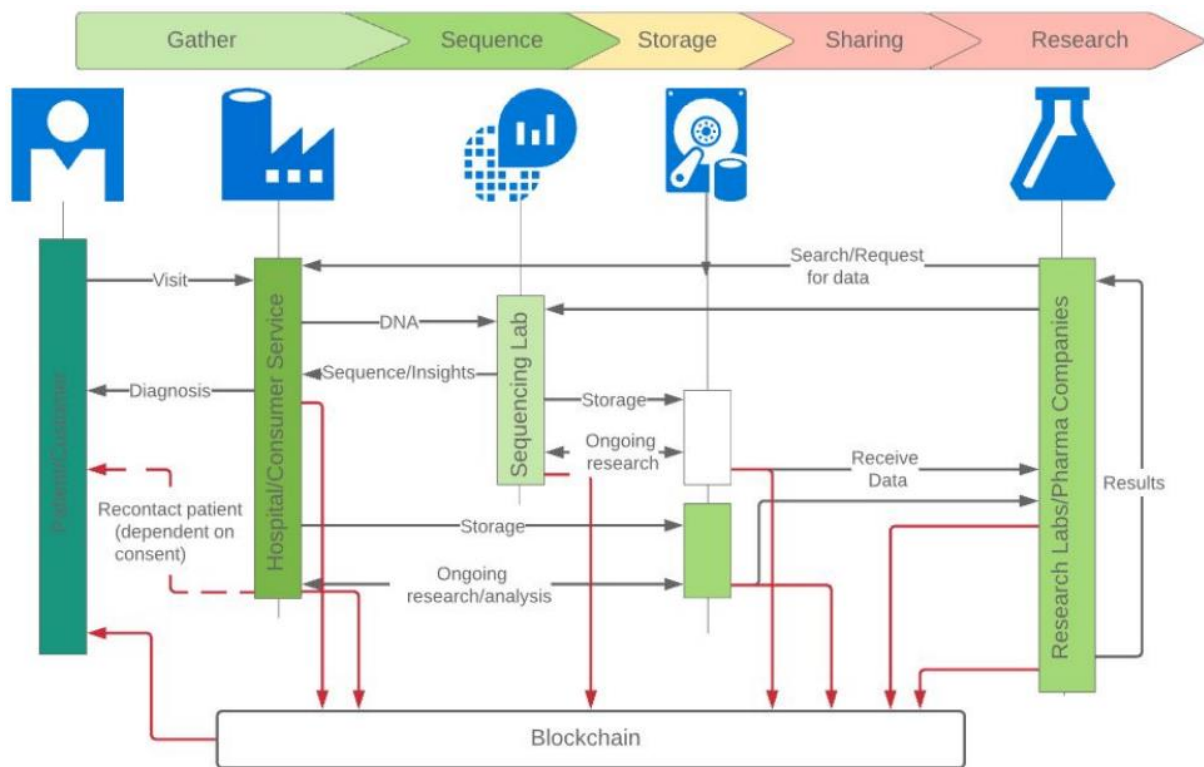 Gather
Sequence
Storage
Sharing
Research
Search/Request
for data
Visit
DNA
Sequence/Insights
Diagnosis
Storage
Ongoing
research
Receive
Data
Results
Recontact patient
(dependent on
consent)
Storage
Ongoing
research/analysis
Patient/Customer
Hospital/Consumer Service
Sequencing Lab
Research Labs/Pharma Companies
Blockchain